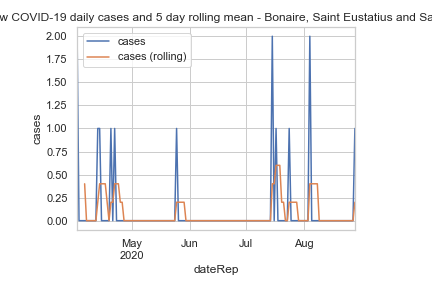 w COVID-19 daily cases and 5 day rolling mean - Bonaire, Saint Eustatius and Sa
cases
cases (rolling)
2.00
1.75
1.50
1.25
1.00
0.75
0.50
0.25
0.00
cases
May
2020
Jun
Jul
Aug
dateRep